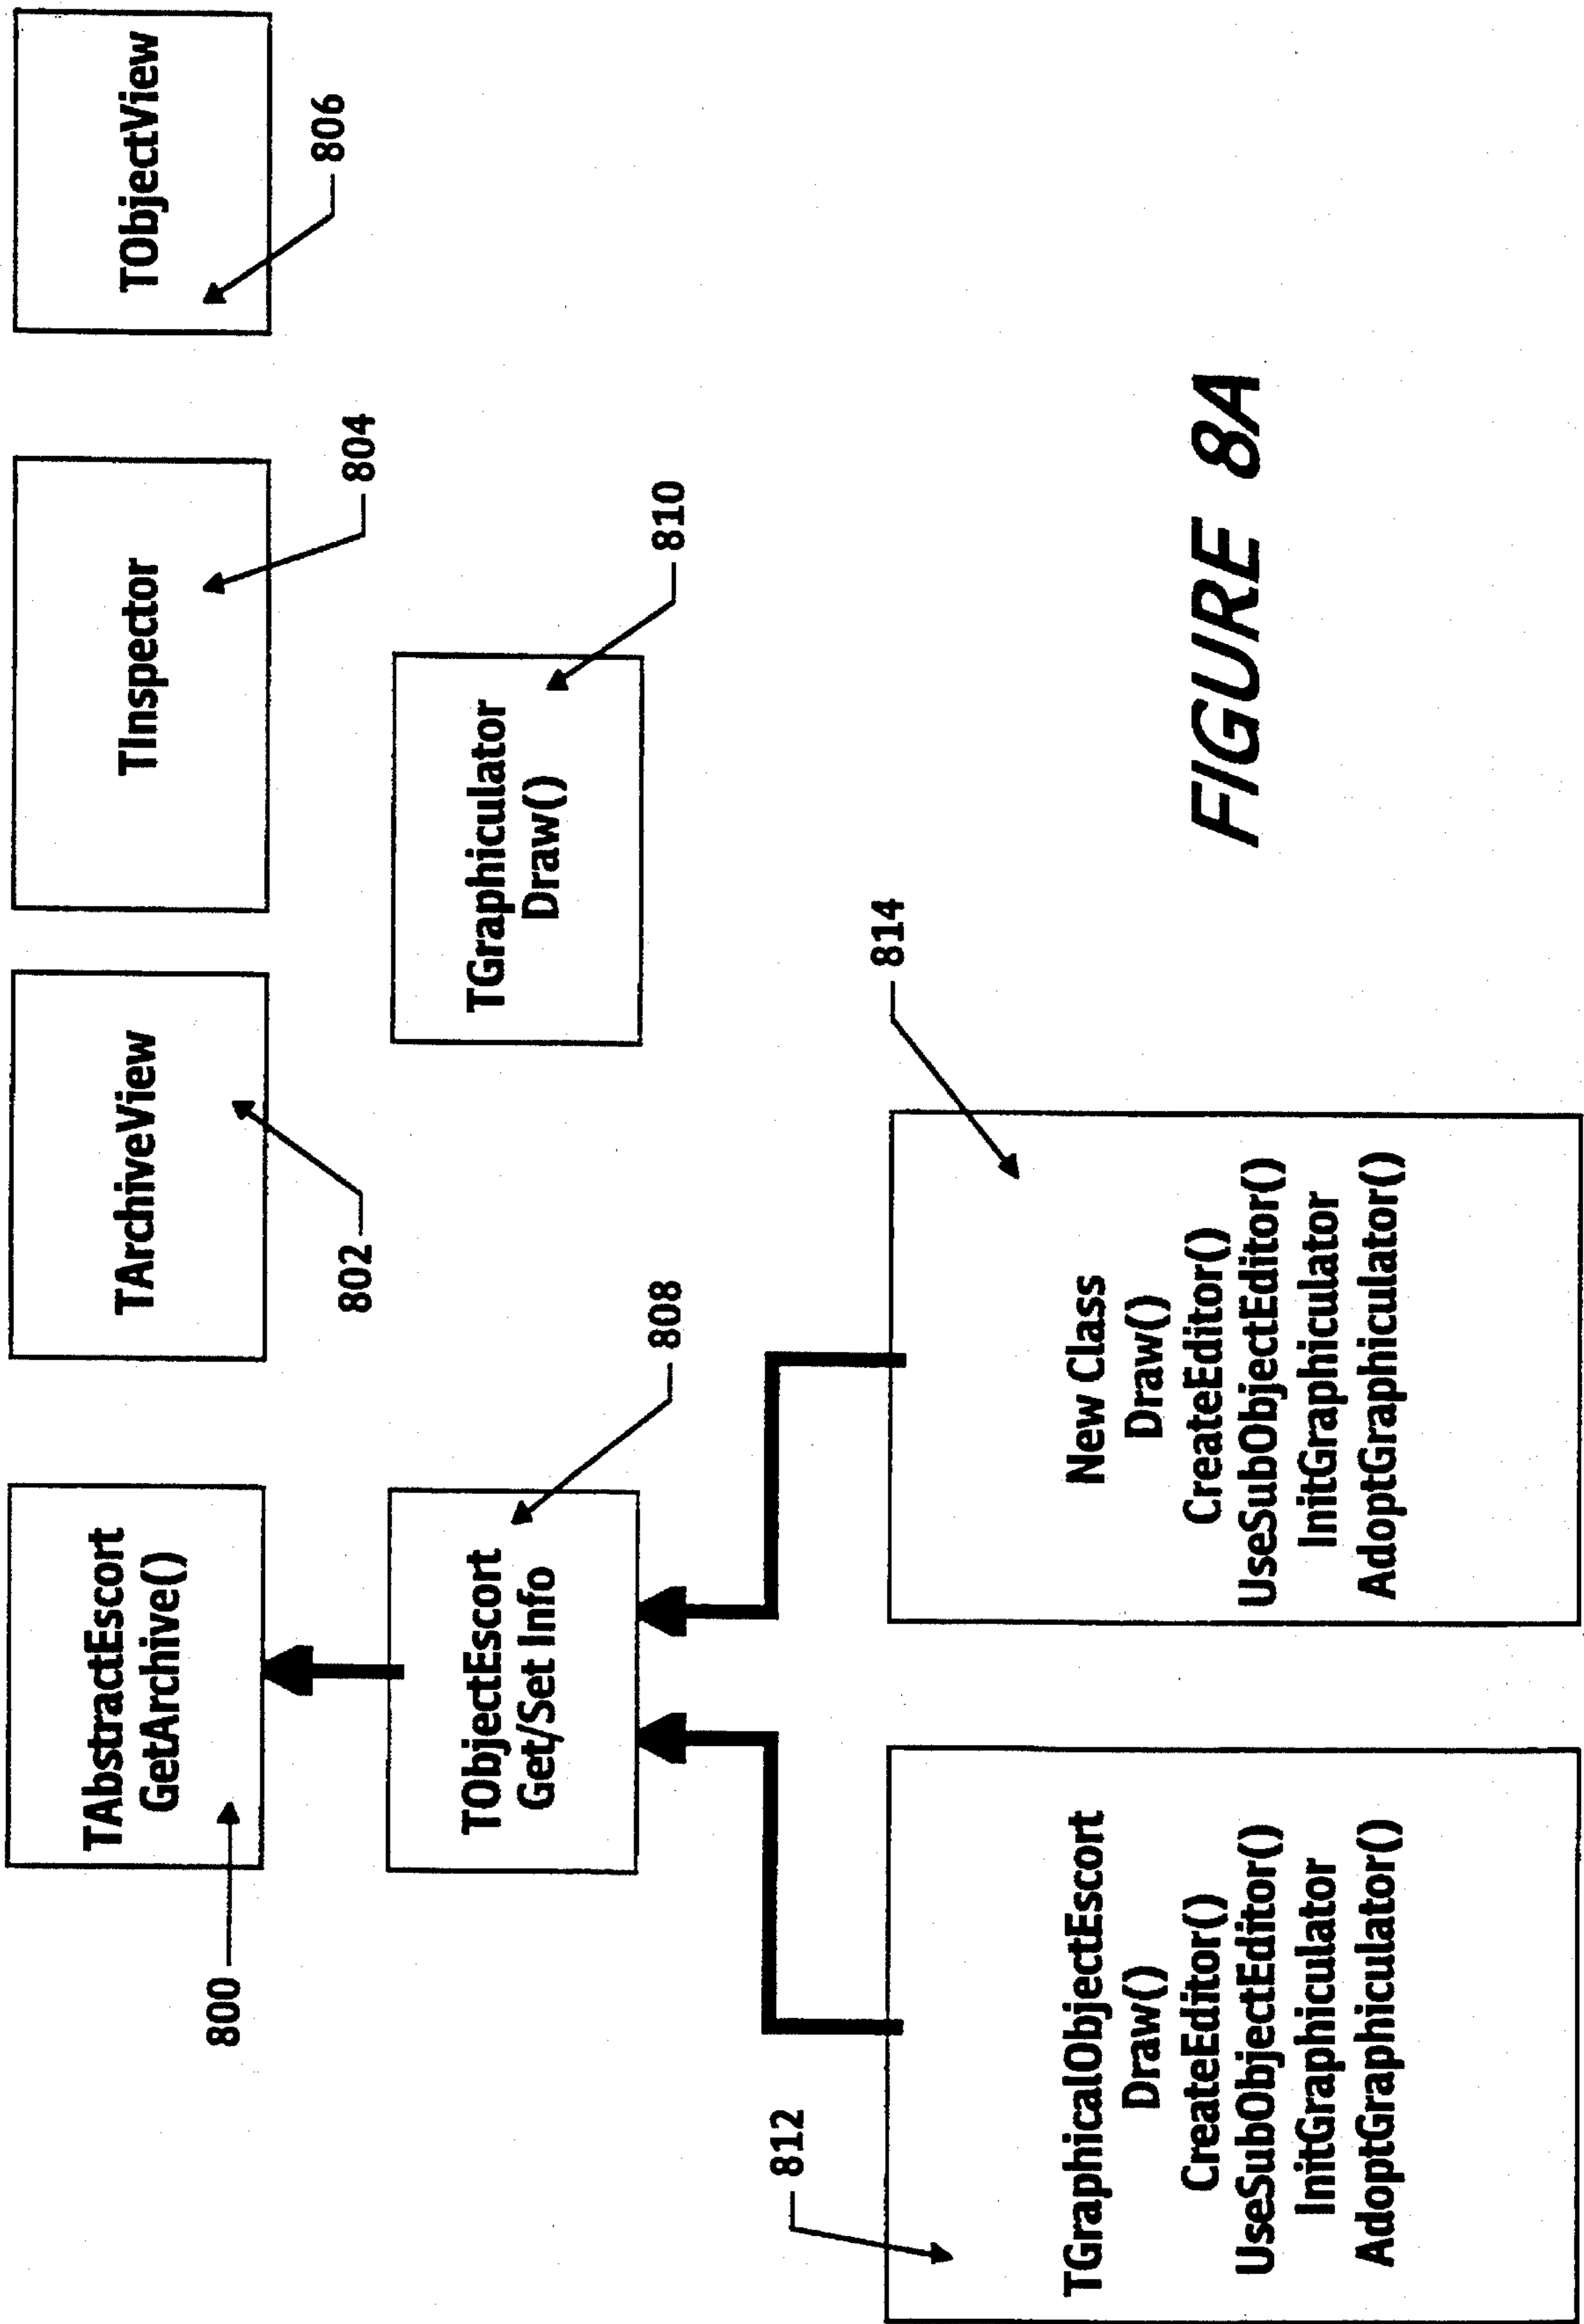 TAbstractEscort
GetArchive()
800
TArchiveView
802
TInspector
804
TObjectView
806
TObjectEscort
Get/Set Info
808
TGraphiculator
Draw()
810
TGraphicalObjectEscort
Draw()
CreateEditor()
UseSubObjectEditor()
InitGraphiculator
AdoptGraphiculator()
812
New Class
Draw()
CreateEditor()
UseSubObjectEditor()
InitGraphiculator
AdoptGraphiculator()
814
FIGURE 8A